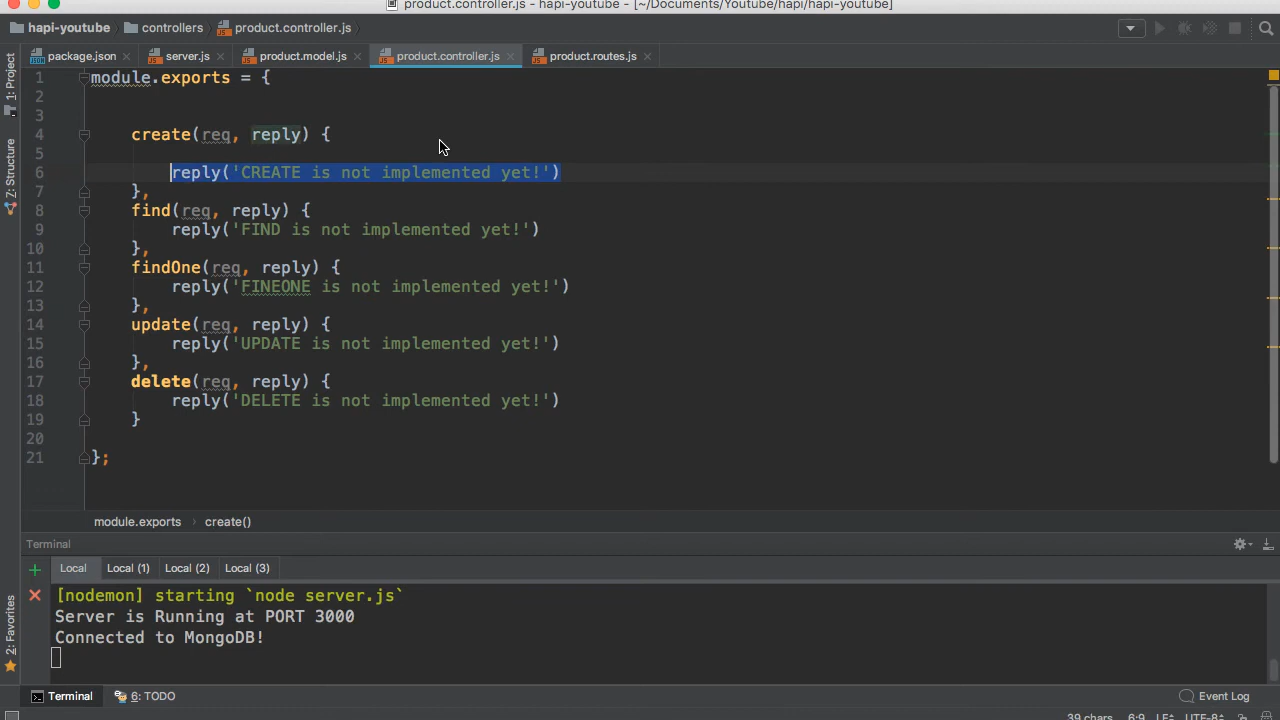 product.controller.js - hapi-youtube - [~/Documents/Youtube/hapi/hapi-youtube]
hapi-youtube controllers product.controller.js
package.json server.js product.model.js product.controller.js product.routes.js
1: Project
Z: Structure
2: Favorites
1 module.exports = {
2
3
4 create(req, reply) {
5
6 reply('CREATE is not implemented yet!')
7 },
8 find(req, reply) {
9 reply('FIND is not implemented yet!')
10 },
11 findOne(req, reply) {
12 reply('FINEONE is not implemented yet!')
13 },
14 update(req, reply) {
15 reply('UPDATE is not implemented yet!')
16 },
17 delete(req, reply) {
18 reply('DELETE is not implemented yet!')
19 }
20
21 };
module.exports › create()
Terminal
Local Local (1) Local (2) Local (3)
[nodemon] starting `node server.js`
Server is Running at PORT 3000
Connected to MongoDB!
Terminal 6: TODO Event Log
39 chars 6:9 LF÷ UTF-8÷